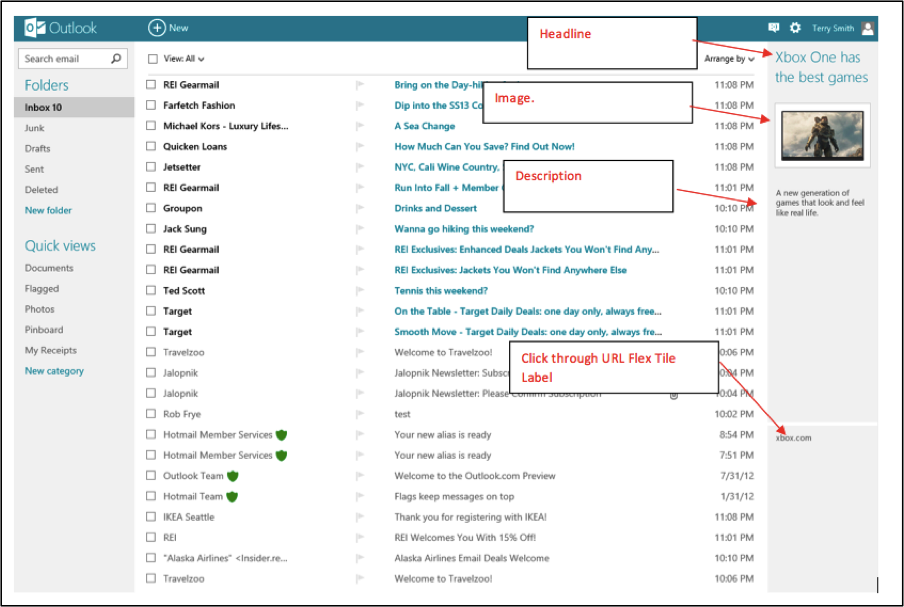 Outlook
New
Terry Smith
Headline
Search email
View: All
Arrange by
Xbox One has
the best games
Folders
Inbox 10
Junk
Drafts
Sent
Deleted
New folder
Quick views
Documents
Flagged
Photos
Pinboard
My Receipts
New category
REI Gearmail Bring on the Day-hi 11:08 PM
Image.
Farfetch Fashion Dip into the SS13 Co 11:08 PM
Michael Kors - Luxury Lifes... A Sea Change 11:08 PM
Quicken Loans How Much Can You Save? Find Out Now! 11:08 PM
Jetsetter NYC, Cali Wine Country, 11:08 PM
Description
REI Gearmail Run Into Fall + Member 11:01 PM
Groupon Drinks and Dessert 10:10 PM
Jack Sung Wanna go hiking this weekend? 10:10 PM
REI Gearmail REI Exclusives: Enhanced Deals Jackets You Won't Find Any... 11:01 PM
REI Gearmail REI Exclusives: Jackets You Won't Find Anywhere Else 11:01 PM
Ted Scott Tennis this weekend? 10:10 PM
Target On the Table - Target Daily Deals: one day only, always free... 11:01 PM
Target Smooth Move - Target Daily Deals: one day only, always fre... 11:01 PM
Travelzoo Welcome to Travelzoo! 0:06 PM
Click through URL Flex Tile
Label
Jalopnik Jalopnik Newsletter: Subsc 0:04 PM
Jalopnik Jalopnik Newsletter: Please Confirm Subscription 10:04 PM
Rob Frye test 10:02 PM
Hotmail Member Services Your new alias is ready 8:54 PM
Hotmail Member Services Your new alias is ready 7:51 PM
Outlook Team Welcome to the Outlook.com Preview 7/31/12
Hotmail Team Flags keep messages on top 1/31/12
IKEA Seattle Thank you for registering with IKEA! 11:08 PM
REI REI Welcomes You With 15% Off! 11:01 PM
"Alaska Airlines" <Insider.re... Alaska Airlines Email Deals Welcome 10:10 PM
Travelzoo Welcome to Travelzoo! 10:06 PM
A new generation of
games that look and feel
like real life.
xbox.com